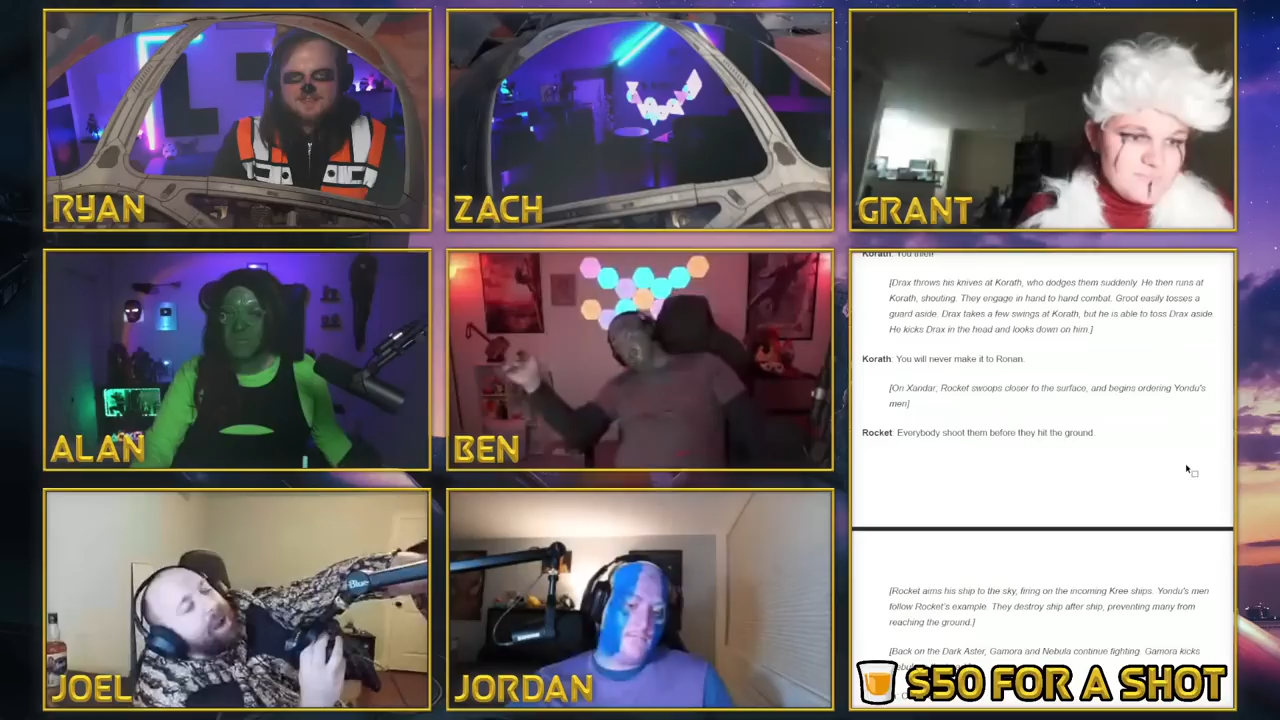 RYAN
ZACH
GRANT
ALAN
BEN
Korath: You thief!
[Drax throws his knives at Korath, who dodges them suddenly. He then runs at
Korath, shouting. They engage in hand to hand combat. Groot easily tosses a
guard aside. Drax takes a few swings at Korath, but he is able to toss Drax aside
He kicks Drax in the head and looks down on him.]
Korath: You will never make it to Ronan.
[On Xandar, Rocket swoops closer to the surface, and begins ordering Yondu's
men]
Rocket: Everybody shoot them before they hit the ground.
JOEL
JORDAN
[Rocket aims his ship to the sky, firing on the incoming Kree ships. Yondu's men
follow Rocket's example. They destroy ship after ship, preventing many from
reaching the ground.]
[Back on the Dark Aster, Gamora and Nebula continue fighting. Gamora kicks
$50 FOR A SHOT